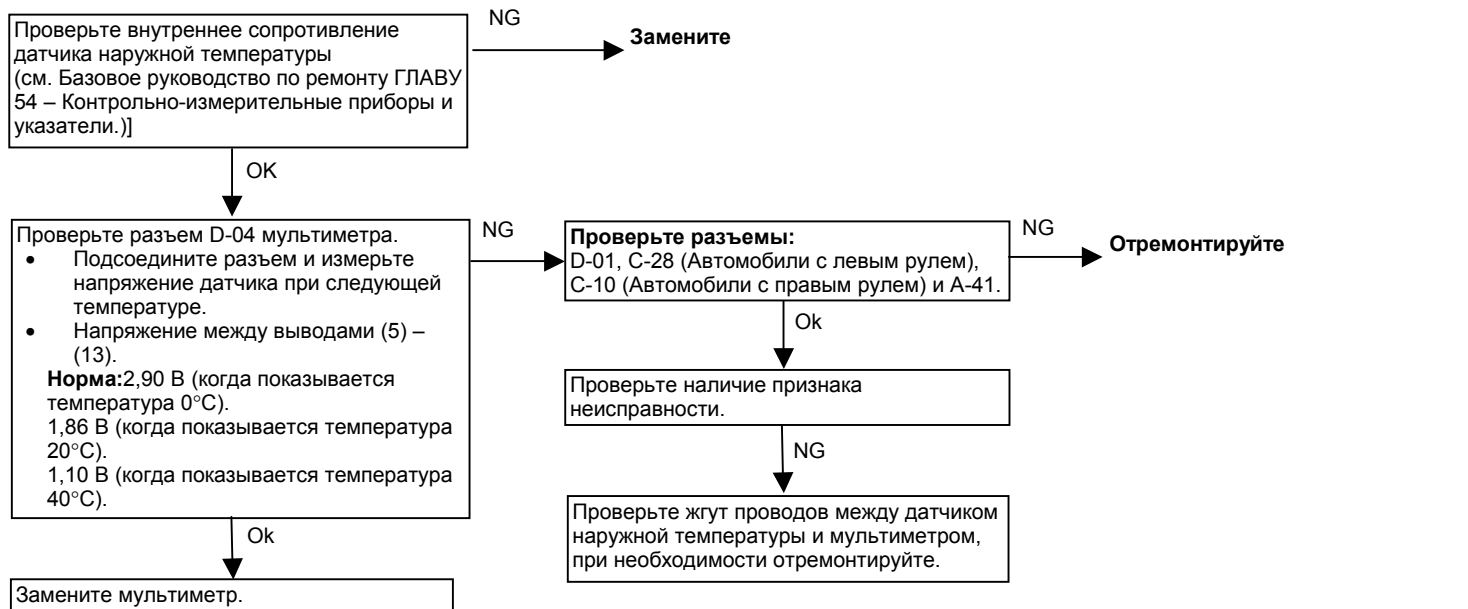 Проверьте внутреннее сопротивление
датчика наружной температуры
(см. Базовое руководство по ремонту ГЛАВУ
54 – Контрольно-измерительные приборы и
указатели.)]
NG
Замените
OK
Проверьте разъем D-04 мультиметра.
• Подсоедините разъем и измерьте
напряжение датчика при следующей
температуре.
• Напряжение между выводами (5) –
(13).
Норма:2,90 В (когда показывается
температура 0°С).
1,86 В (когда показывается температура
20°С).
1,10 В (когда показывается температура
40°С).
NG
Проверьте разъемы:
D-01, C-28 (Автомобили с левым рулем),
C-10 (Автомобили с правым рулем) и А-41.
NG
Отремонтируйте
Ok
Проверьте наличие признака
неисправности.
NG
Проверьте жгут проводов между датчиком
наружной температуры и мультиметром,
при необходимости отремонтируйте.
Ok
Замените мультиметр.